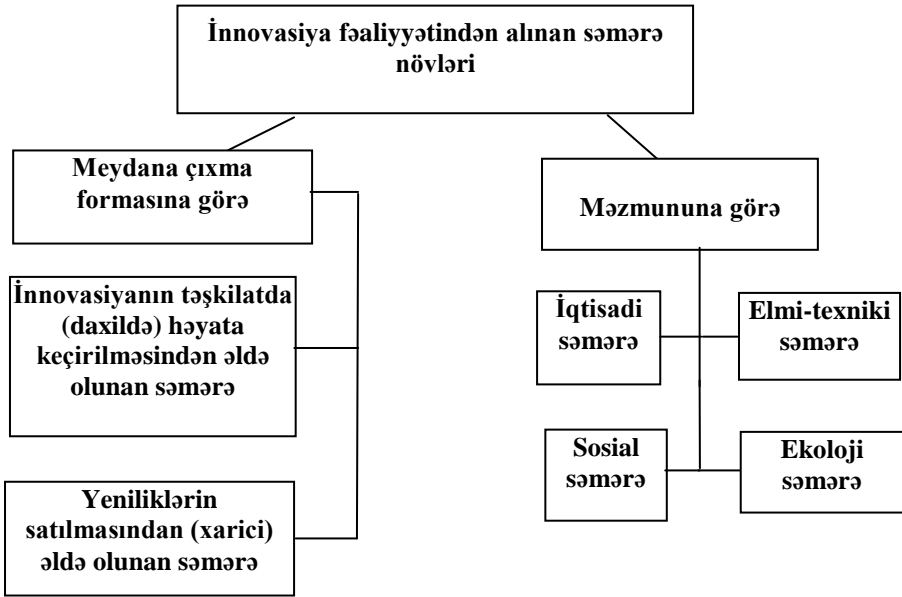 İnnovasiya fəaliyyətindən alınan səmərə
növləri
Meydana çıxma
formasına görə
Məzmununa görə
İnnovasiyanın təşkilatda
(daxildə) həyata
keçirilməsindən əldə
olunan səmərə
İqtisadi
səmərə
Elmi-texniki
səmərə
Sosial
səmərə
Ekoloji
səmərə
Yeniliklərin
satılmasından (xarici)
əldə olunan səmərə